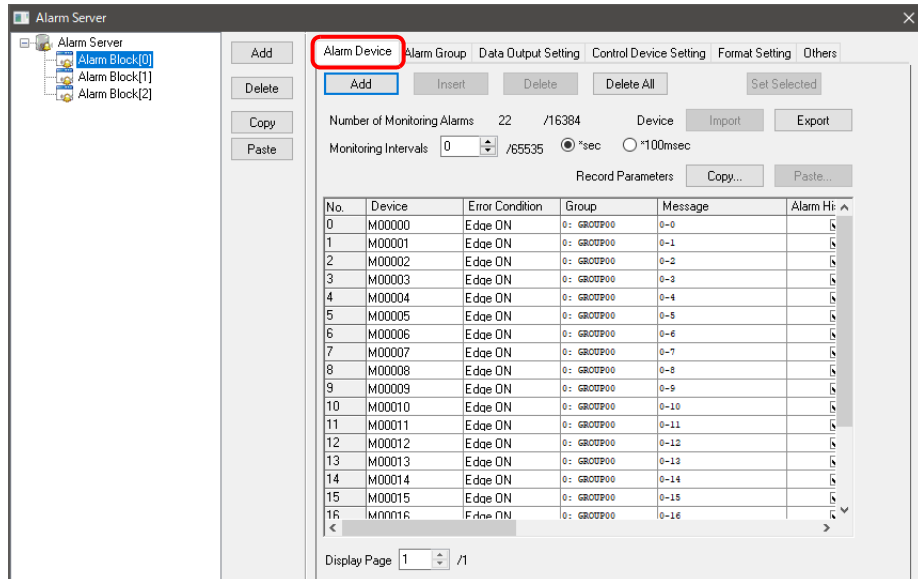 Alarm Server
Alarm Server
Alarm Block[0]
Alarm Block[1]
Alarm Block[2]
Add
Delete
Copy
Paste
Alarm Device Alarm Group Data Output Setting Control Device Setting Format Setting Others
Add Insert Delete Delete All Set Selected
Number of Monitoring Alarms 22 /16384 Device Import Export
Monitoring Intervals 0 /65535 *sec *100msec
Record Parameters Copy... Paste...
No. Device Error Condition Group Message Alarm Hi
0 M00000 Edge ON 0: GROUP00 0-0
1 M00001 Edge ON 0: GROUP00 0-1
2 M00002 Edge ON 0: GROUP00 0-2
3 M00003 Edge ON 0: GROUP00 0-3
4 M00004 Edge ON 0: GROUP00 0-4
5 M00005 Edge ON 0: GROUP00 0-5
6 M00006 Edge ON 0: GROUP00 0-6
7 M00007 Edge ON 0: GROUP00 0-7
8 M00008 Edge ON 0: GROUP00 0-8
9 M00009 Edge ON 0: GROUP00 0-9
10 M00010 Edge ON 0: GROUP00 0-10
11 M00011 Edge ON 0: GROUP00 0-11
12 M00012 Edge ON 0: GROUP00 0-12
13 M00013 Edge ON 0: GROUP00 0-13
14 M00014 Edge ON 0: GROUP00 0-14
15 M00015 Edge ON 0: GROUP00 0-15
16 M00016 Edge ON 0: GROUP00 0-16
Display Page 1 /1